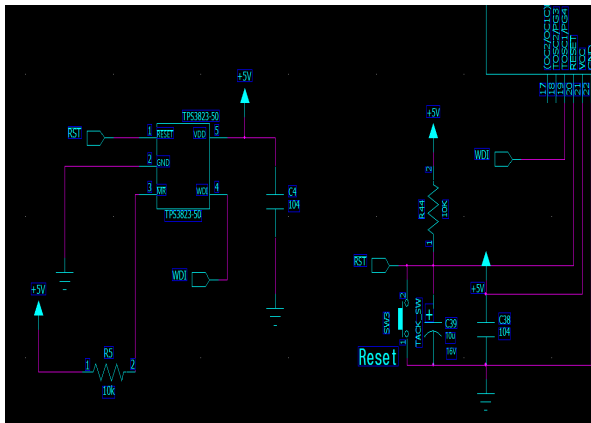 (OC2/OC1C)
TOSC2/PG3
TOSC1/PG4
RESET
VCC
GND
17
18
19
20
21
22
+5V
TPS3823-50
RST
1
RESET
VDD
5
2
GND
3
MR
WDI
4
TPS3823-50
C4
104
WDI
+5V
R5
1
2
10k
+5V
2
R44
10K
1
WDI
RST
+5V
2
SW3
TACK_SW
1
+
C39
10u
16V
C38
104
Reset